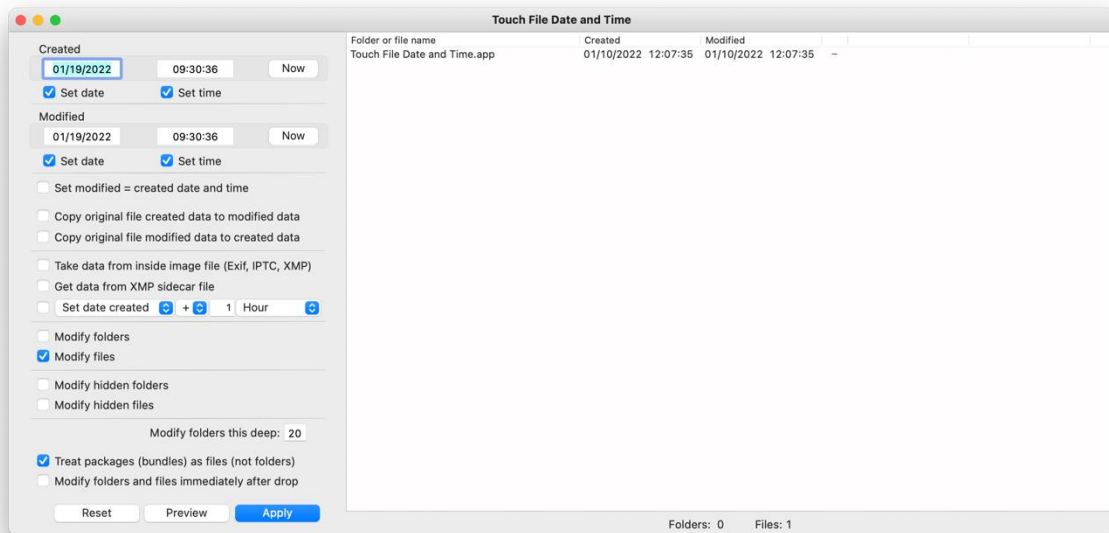 Touch File Date and Time
Created
01/19/2022 09:30:36 Now
Set date Set time
Modified
01/19/2022 09:30:36 Now
Set date Set time
Set modified = created date and time
Copy original file created data to modified data
Copy original file modified data to created data
Take data from inside image file (Exif, IPTC, XMP)
Get data from XMP sidecar file
Set date created + 1 Hour
Modify folders
Modify files
Modify hidden folders
Modify hidden files
Modify folders this deep: 20
Treat packages (bundles) as files (not folders)
Modify folders and files immediately after drop
Reset Preview Apply
Folder or file name Created Modified
Touch File Date and Time.app 01/10/2022 12:07:35 01/10/2022 12:07:35 –
Folders: 0 Files: 1